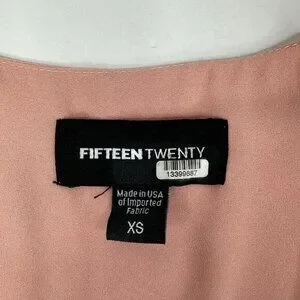 FIFTEEN TWENTY
13399887
Made in USA
of Imported
Fabric
XS